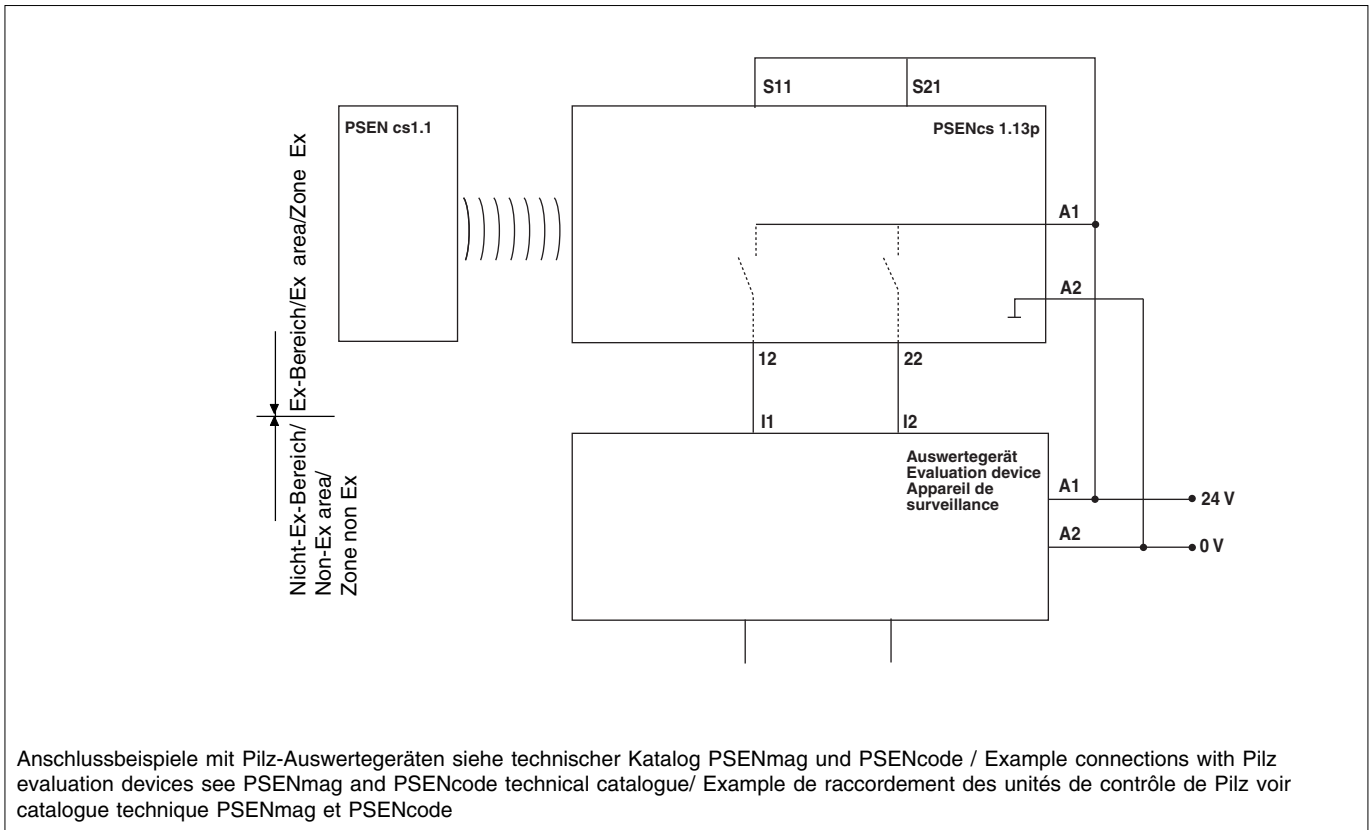 S11
S21
PSEN cs1.1
PSENcs 1.13p
A1
A2
12
22
I1
I2
Auswertegerät
Evaluation device
Appareil de
surveillance
A1
24 V
A2
0 V
Ex-Bereich/Ex area/Zone Ex
Nicht-Ex-Bereich/
Non-Ex area/
Zone non Ex
Anschlussbeispiele mit Pilz-Auswertegeräten siehe technischer Katalog PSENmag und PSENcode / Example connections with Pilz
evaluation devices see PSENmag and PSENcode technical catalogue/ Example de raccordement des unités de contrôle de Pilz voir
catalogue technique PSENmag et PSENcode